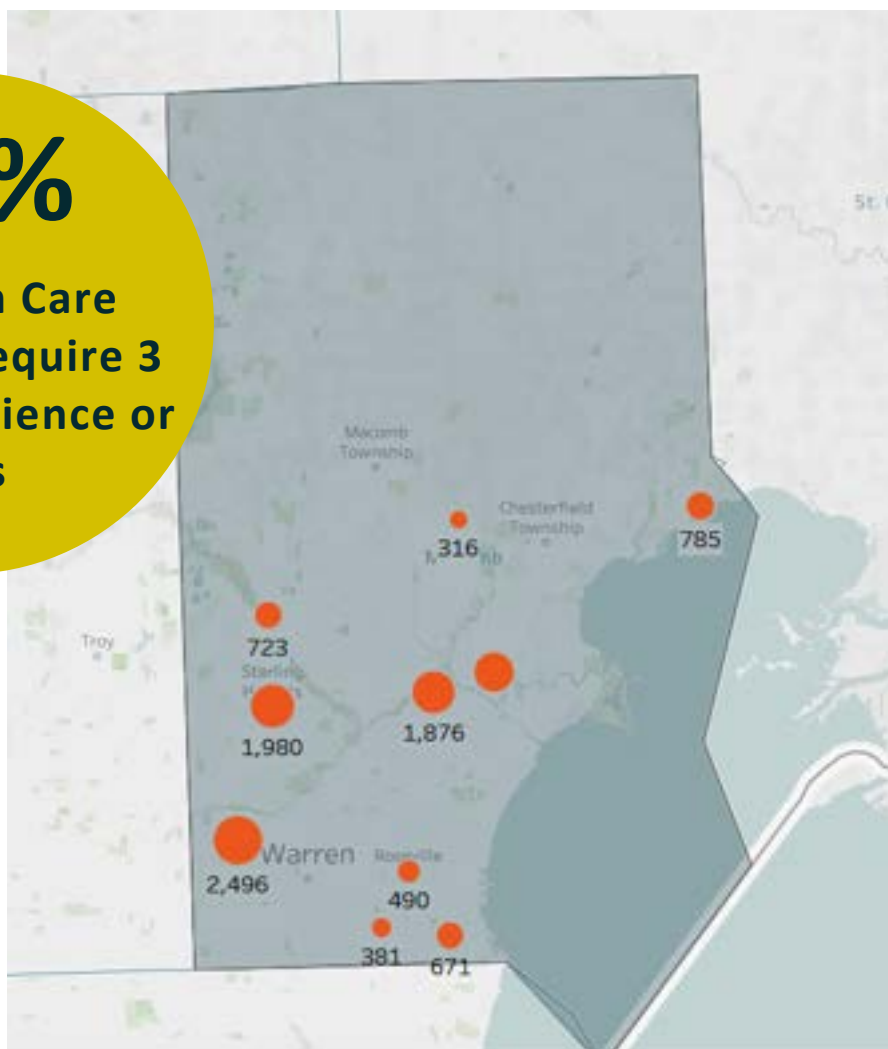 %
Care
equire 3
ience or
s
St.
Macomb
Township
Chesterfield
Township
316
785
Troy
723
Sterling
1,980
1,876
Warren
Roseville
2,496
490
381
671